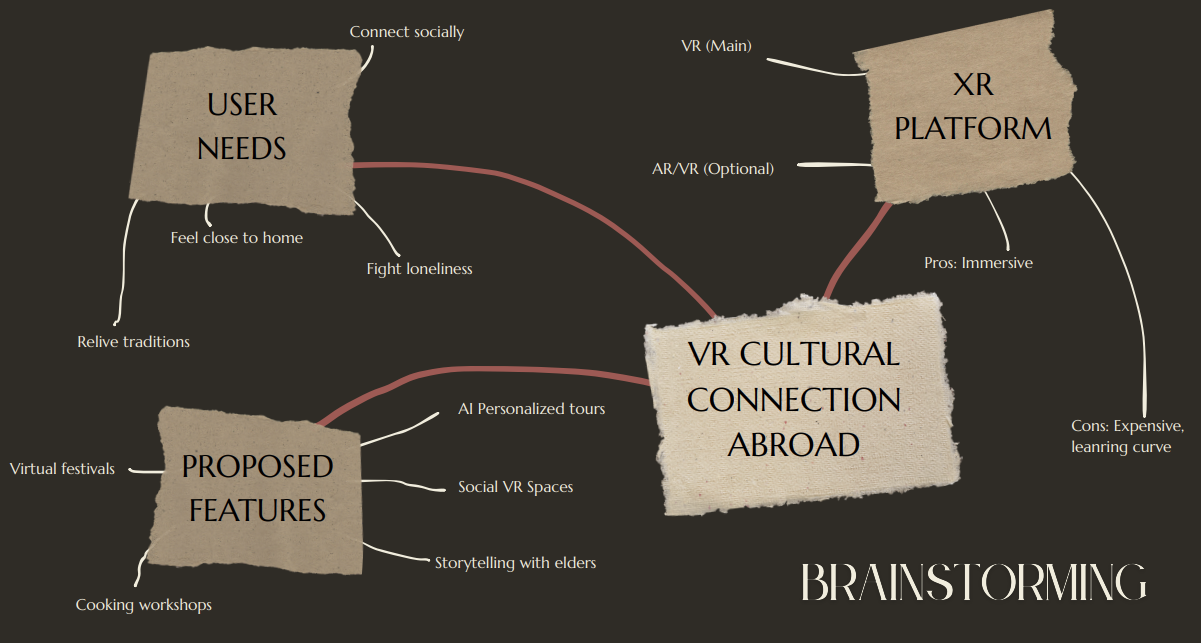 Connect socially
USER
NEEDS
Feel close to home
Fight loneliness
Relive traditions
VR (Main)
XR
PLATFORM
AR/VR (Optional)
Pros: Immersive
Cons: Expensive,
leanring curve
VR CULTURAL
CONNECTION
ABROAD
AI Personalized tours
Virtual festivals
PROPOSED
FEATURES
Social VR Spaces
Storytelling with elders
Cooking workshops
BRAINSTORMING